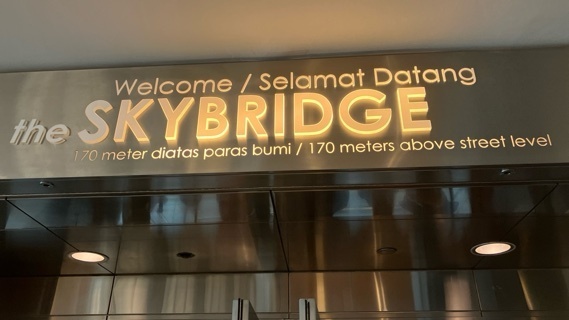 Welcome / Selamat Datang
the SKYBRIDGE
170 meter diatas paras bumi / 170 meters above street level